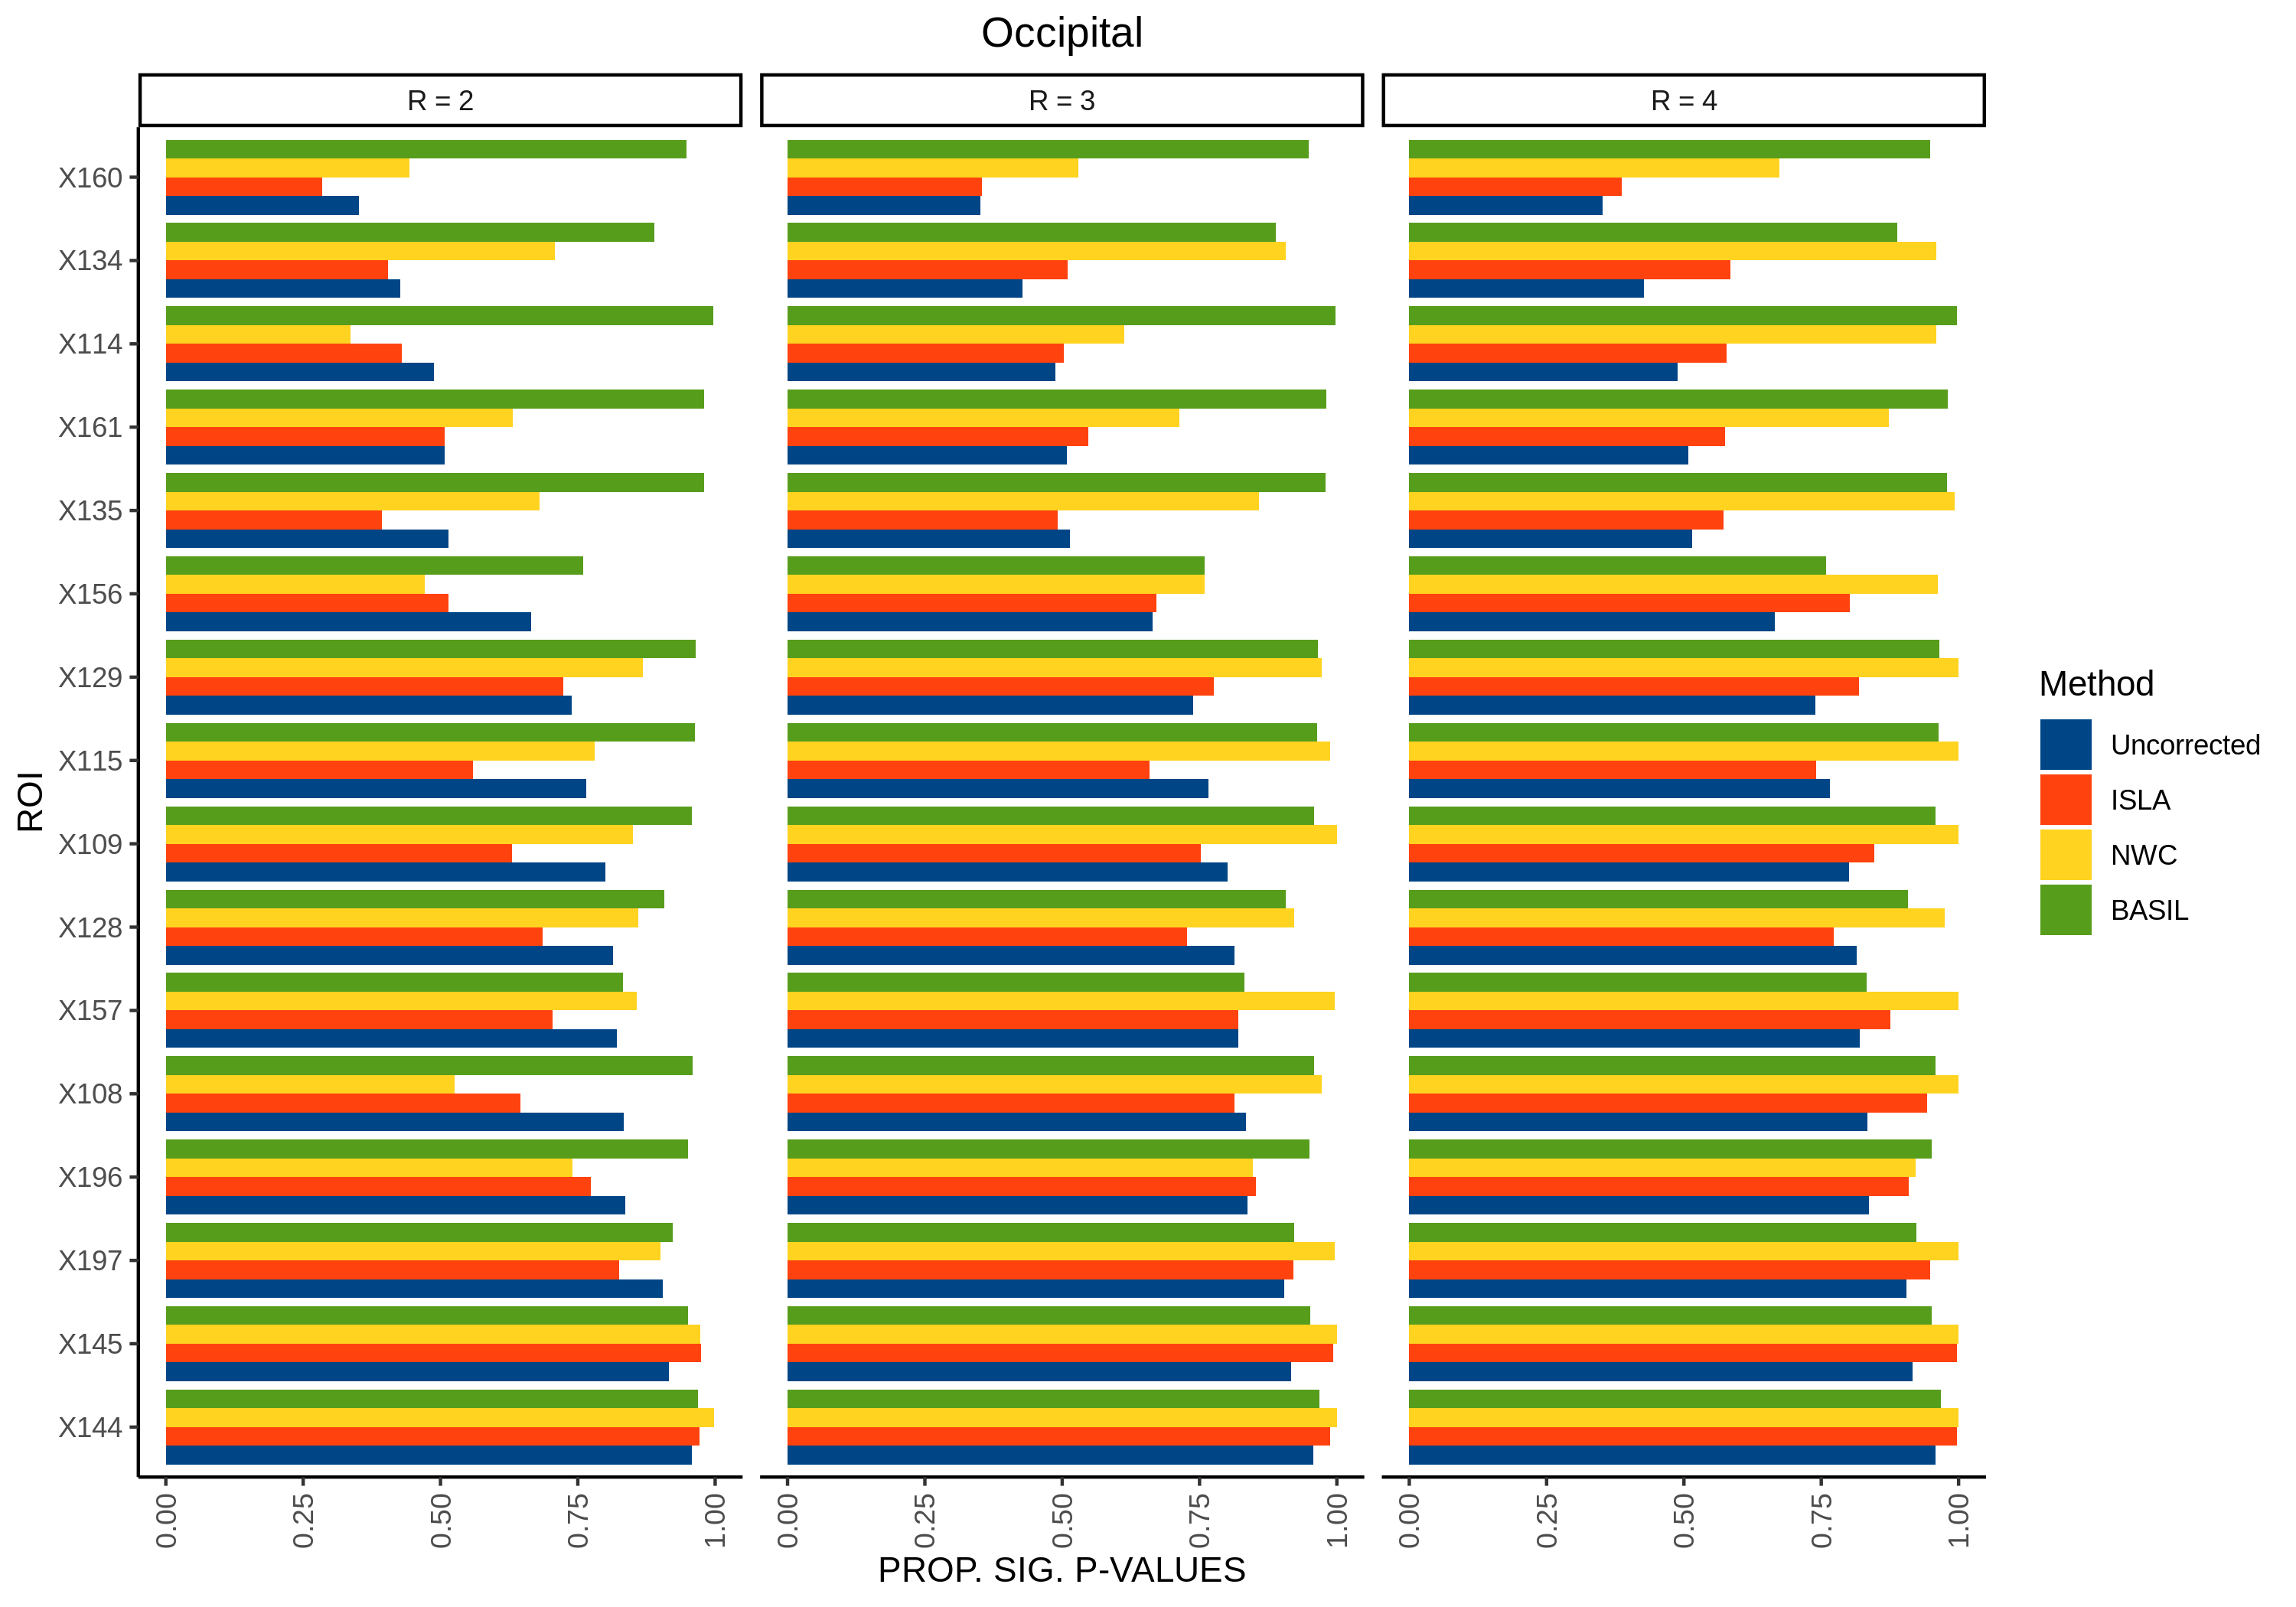 Occipital
R = 2
R = 3
R = 4
X160
X134
X114
X161
X135
X156
X129
X115
X109
X128
X157
X108
X196
X197
X145
X144
ROI
0.00 0.25 0.50 0.75 1.00
0.00 0.25 0.50 0.75 1.00
0.00 0.25 0.50 0.75 1.00
PROP. SIG. P-VALUES
Method
Uncorrected
ISLA
NWC
BASIL